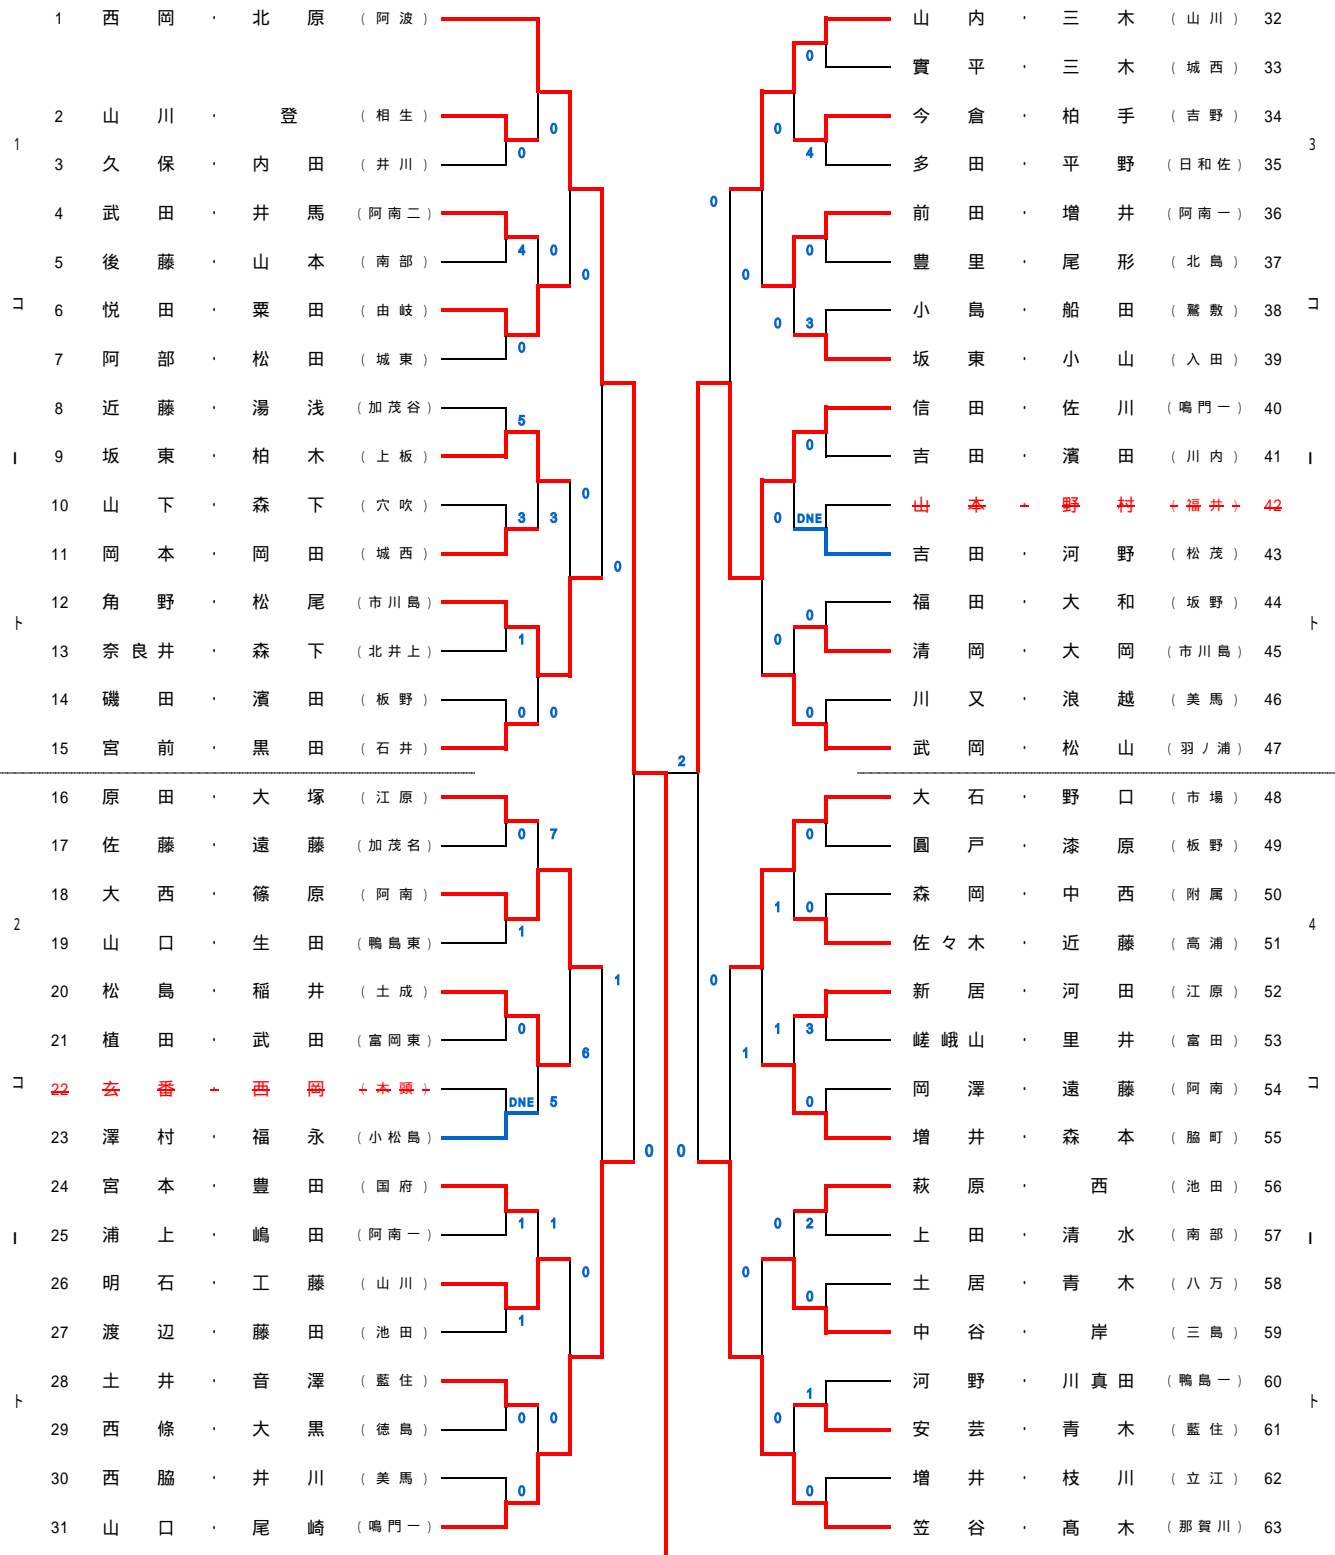 1 西岡・北原 (阿波)
2 山川・登 (相生)
3 久保・内田 (井川)
4 武田・井馬 (阿南二)
5 後藤・山本 (南部)
6 悦田・粟田 (由岐)
7 阿部・松田 (城東)
8 近藤・湯浅 (加茂谷)
9 坂東・柏木 (上板)
10 山下・森下 (穴吹)
11 岡本・岡田 (城西)
12 角野・松尾 (市川島)
13 奈良井・森下 (北井上)
14 磯田・濱田 (板野)
15 宮前・黒田 (石井)
16 原田・大塚 (江原)
17 佐藤・遠藤 (加茂名)
18 大西・篠原 (阿南)
19 山口・生田 (鴨島東)
20 松島・稲井 (土成)
21 植田・武田 (富岡東)
22 玄番・西岡 (木頭)
23 澤村・福永 (小松島)
24 宮本・豊田 (国府)
25 浦上・嶋田 (阿南一)
26 明石・工藤 (山川)
27 渡辺・藤田 (池田)
28 土井・音澤 (藍住)
29 西條・大黒 (徳島)
30 西脇・井川 (美馬)
31 山口・尾崎 (鳴門一)
1コート
2コート
0
0
4
0
0
0
0
5
3
3
0
1
0
0
0
0
7
1
0
DNE
5
6
1
1
1
1
0
0
0
0
0
2
0
山内・三木 (山川) 32
實平・三木 (城西) 33
今倉・柏手 (吉野) 34
多田・平野 (日和佐) 35
前田・増井 (阿南一) 36
豊里・尾形 (北島) 37
小島・船田 (鷲敷) 38
坂東・小山 (入田) 39
信田・佐川 (鳴門一) 40
吉田・濱田 (川内) 41
山本・野村 (福井) 42
吉田・河野 (松茂) 43
福田・大和 (坂野) 44
清岡・大岡 (市川島) 45
川又・浪越 (美馬) 46
武岡・松山 (羽ノ浦) 47
大石・野口 (市場) 48
圓戸・漆原 (板野) 49
森岡・中西 (附属) 50
佐々木・近藤 (高浦) 51
新居・河田 (江原) 52
嵯峨山・里井 (富田) 53
岡澤・遠藤 (阿南) 54
増井・森本 (脇町) 55
萩原・西 (池田) 56
上田・清水 (南部) 57
土居・青木 (八万) 58
中谷・岸 (三島) 59
河野・川真田 (鴨島一) 60
安芸・青木 (藍住) 61
増井・枝川 (立江) 62
笠谷・髙木 (那賀川) 63
3コート
4コート
0
0
4
0
0
0
0
3
0
0
DNE
0
0
0
0
1
0
0
1
3
1
0
0
2
0
0
1
0
0